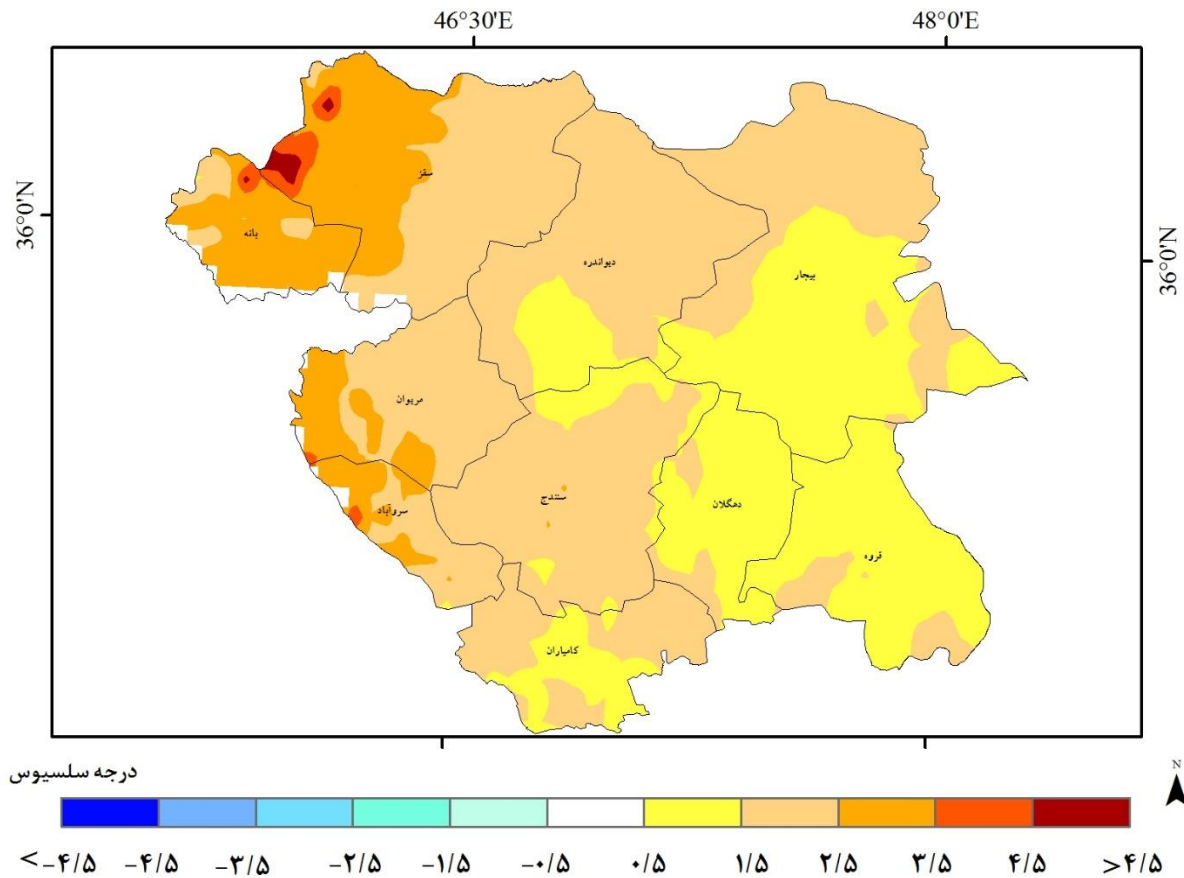 46°30'E 48°0'E
36°0'N 36°0'N
سقز
بانه
دیواندره
بیجار
مریوان
سنندج
دهگلان
سروآباد
قروه
کامیاران
درجه سلسیوس
N
<-۴/۵ -۴/۵ -۳/۵ -۲/۵ -۱/۵ -۰/۵ ۰/۵ ۱/۵ ۲/۵ ۳/۵ ۴/۵ >۴/۵